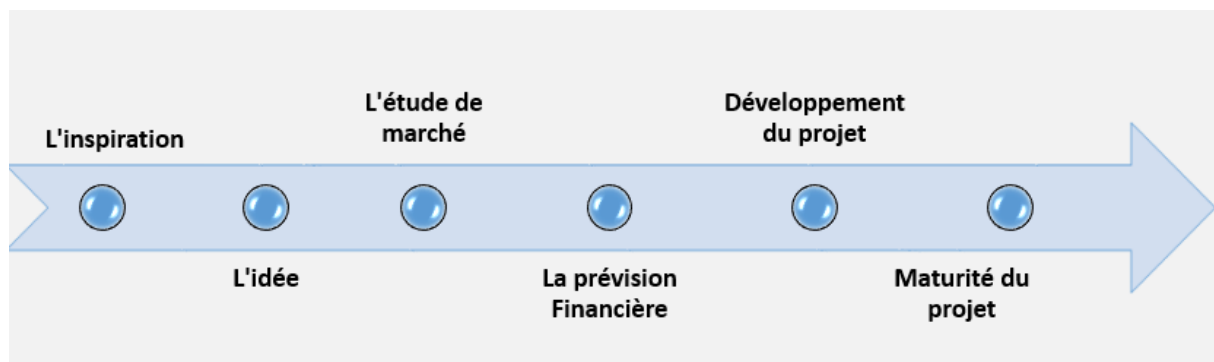 L'inspiration
L'idée
L'étude de
marché
La prévision
Financière
Développement
du projet
Maturité du
projet